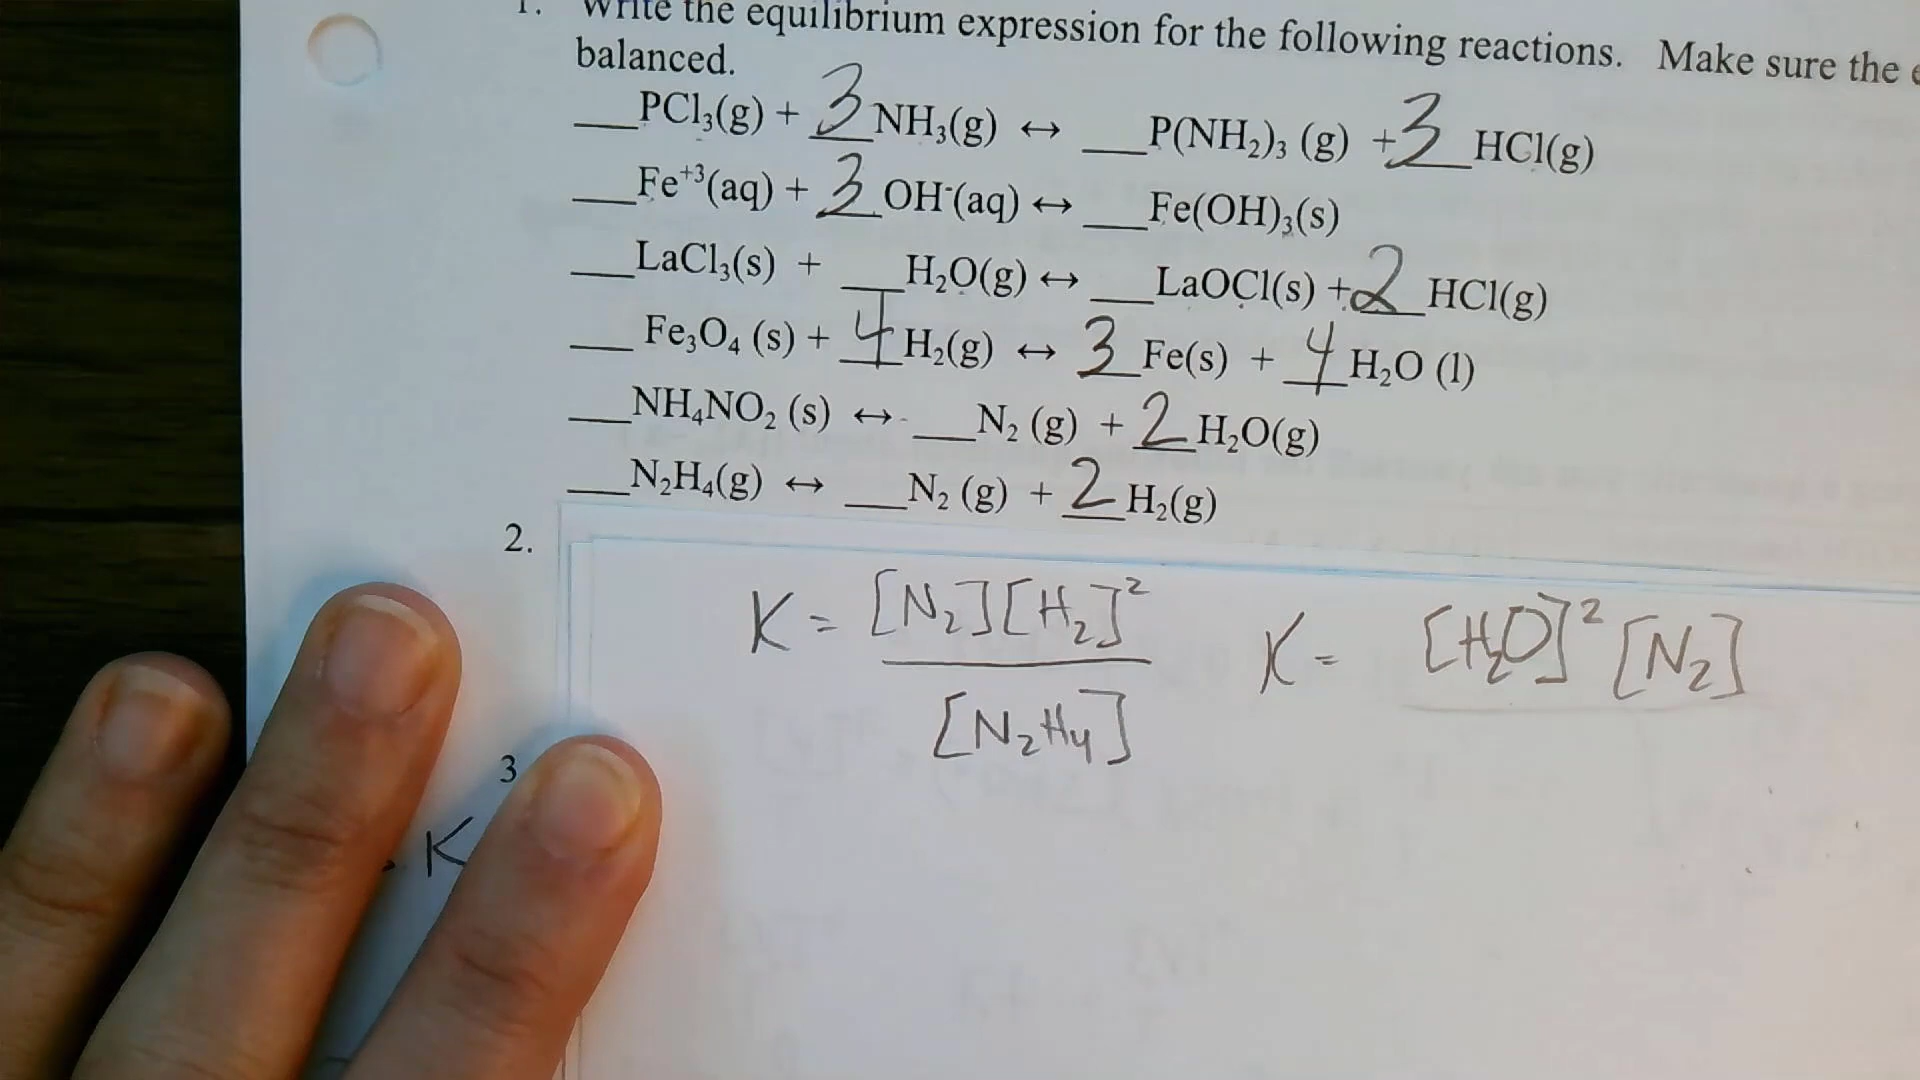 1. Write the equilibrium expression for the following reactions. Make sure the
balanced.
__PCl₃(g) + 3 NH₃(g) ↔ __P(NH₂)₃ (g) + 3 HCl(g)
__Fe⁺³(aq) + 3 OH⁻(aq) ↔ __Fe(OH)₃(s)
__LaCl₃(s) + __H₂O(g) ↔ __LaOCl(s) + 2 HCl(g)
__Fe₃O₄ (s) + 4 H₂(g) ↔ 3 Fe(s) + 4 H₂O (l)
__NH₄NO₂ (s) ↔ __N₂ (g) + 2 H₂O(g)
__N₂H₄(g) ↔ __N₂ (g) + 2 H₂(g)
2.
K = [N₂][H₂]² / [N₂H₄] K = [H₂O]² [N₂]
3
K